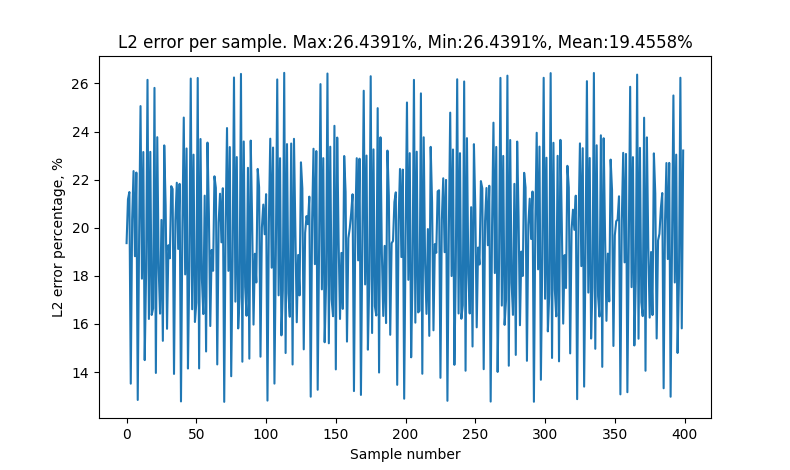 L2 error per sample. Max:26.4391%, Min:26.4391%, Mean:19.4558%
26
24
22
20
18
16
14
L2 error percentage, %
0 50 100 150 200 250 300 350 400
Sample number